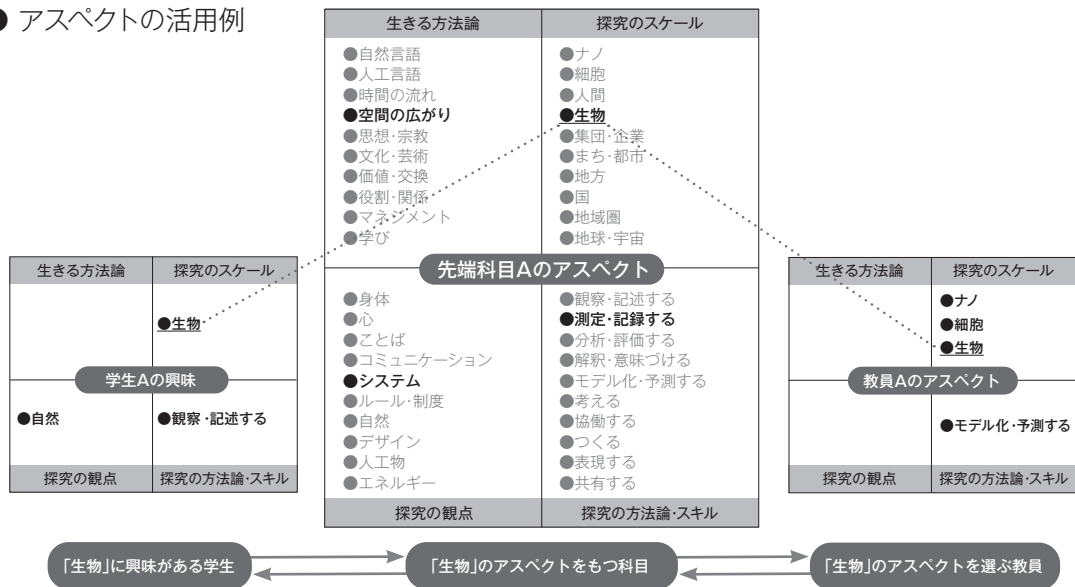 ● アスペクトの活用例
生きる方法論
探究のスケール
●自然言語
●人工言語
●時間の流れ
●空間の広がり
●思想・宗教
●文化・芸術
●価値・交換
●役割・関係
●マネジメント
●学び
●ナノ
●細胞
●人間
●生物
●集団・企業
●まち・都市
●地方
●国
●地域圏
●地球・宇宙
先端科目Aのアスペクト
●身体
●心
●ことば
●コミュニケーション
●システム
●ルール・制度
●自然
●デザイン
●人工物
●エネルギー
●観察・記述する
●測定・記録する
●分析・評価する
●解釈・意味づける
●モデル化・予測する
●考える
●協働する
●つくる
●表現する
●共有する
探究の観点
探究の方法論・スキル
生きる方法論
探究のスケール
●生物
学生Aの興味
●自然
●観察・記述する
探究の観点
探究の方法論・スキル
生きる方法論
探究のスケール
●ナノ
●細胞
●生物
教員Aのアスペクト
●モデル化・予測する
探究の観点
探究の方法論・スキル
「生物」に興味がある学生
「生物」のアスペクトをもつ科目
「生物」のアスペクトを選ぶ教員